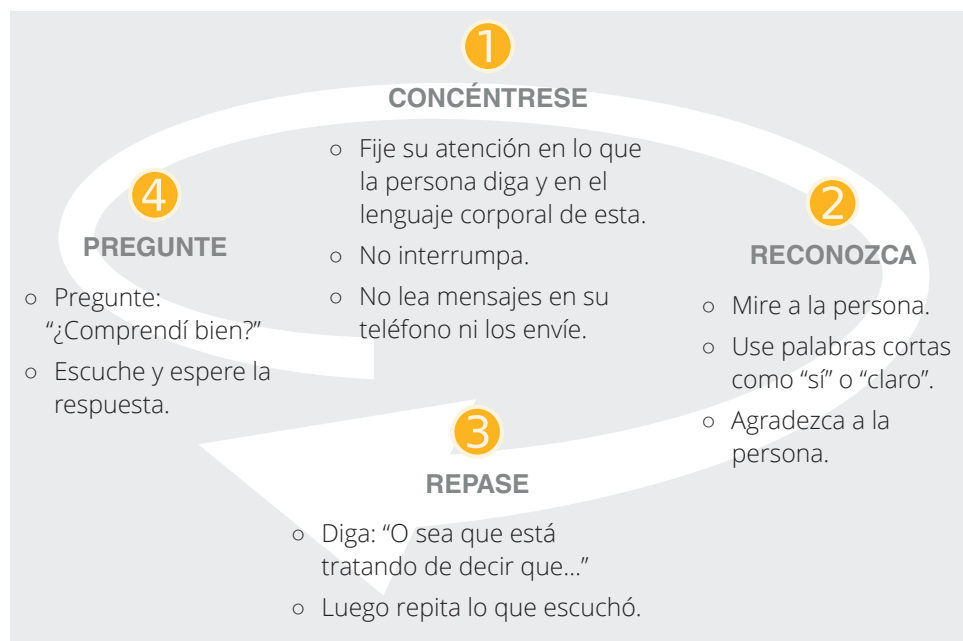 1
CONCÉNTRESE
○ Fije su atención en lo que
la persona diga y en el
lenguaje corporal de esta.
○ No interrumpa.
○ No lea mensajes en su
teléfono ni los envíe.
2
RECONOZCA
○ Mire a la persona.
○ Use palabras cortas
como “sí” o “claro”.
○ Agradezca a la
persona.
3
REPASE
○ Diga: “O sea que está
tratando de decir que...”
○ Luego repita lo que escuchó.
4
PREGUNTE
○ Pregunte:
“¿Comprendí bien?”
○ Escuche y espere la
respuesta.